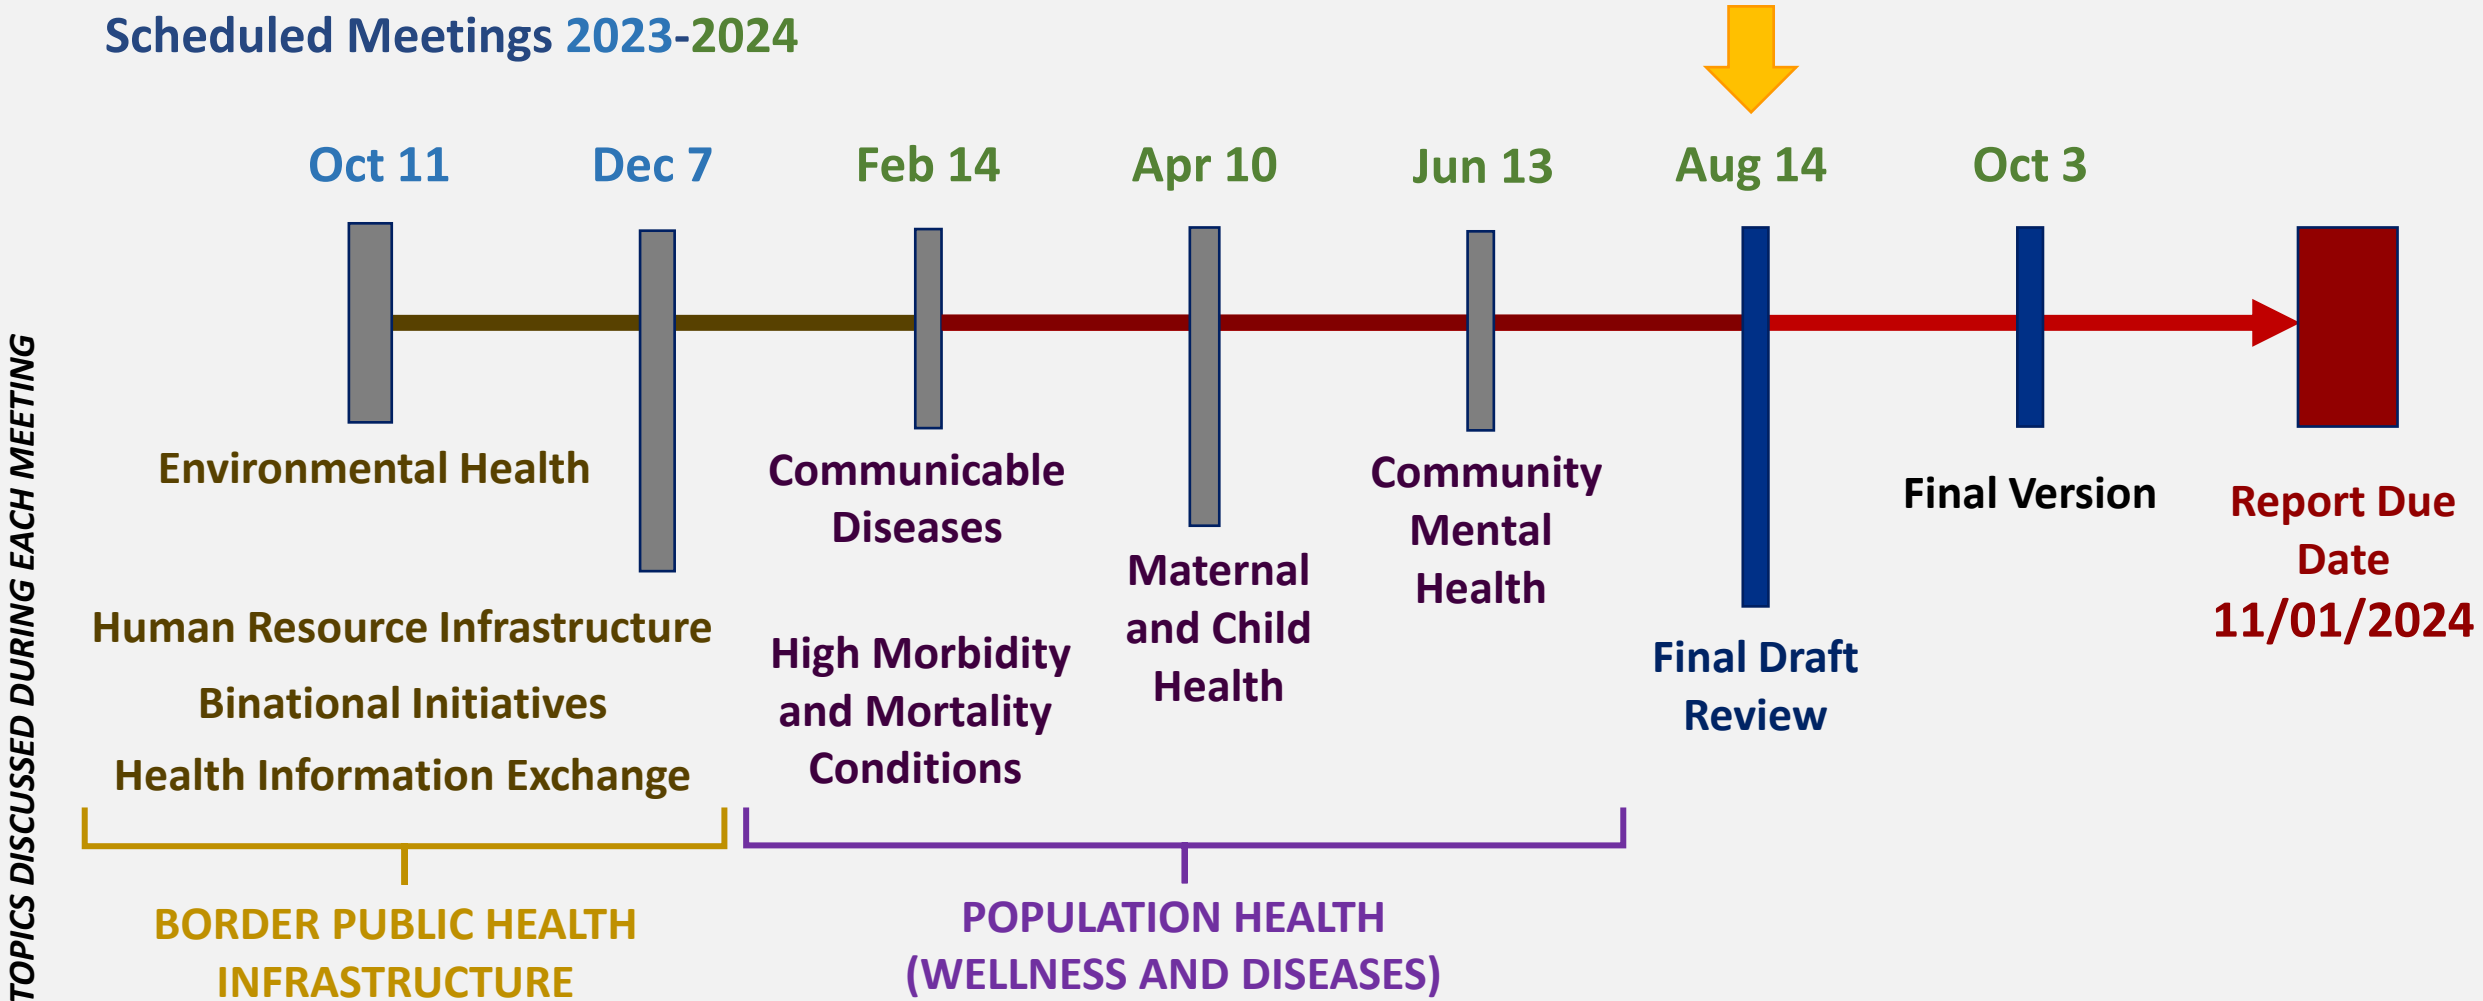 Scheduled Meetings 2023-2024
Oct 11
Dec 7
Feb 14
Apr 10
Jun 13
Aug 14
Oct 3
TOPICS DISCUSSED DURING EACH MEETING
Environmental Health
Human Resource Infrastructure
Binational Initiatives
Health Information Exchange
Communicable
Diseases
High Morbidity
and Mortality
Conditions
Maternal
and Child
Health
Community
Mental
Health
Final Draft
Review
Final Version
Report Due
Date
11/01/2024
BORDER PUBLIC HEALTH
INFRASTRUCTURE
POPULATION HEALTH
(WELLNESS AND DISEASES)